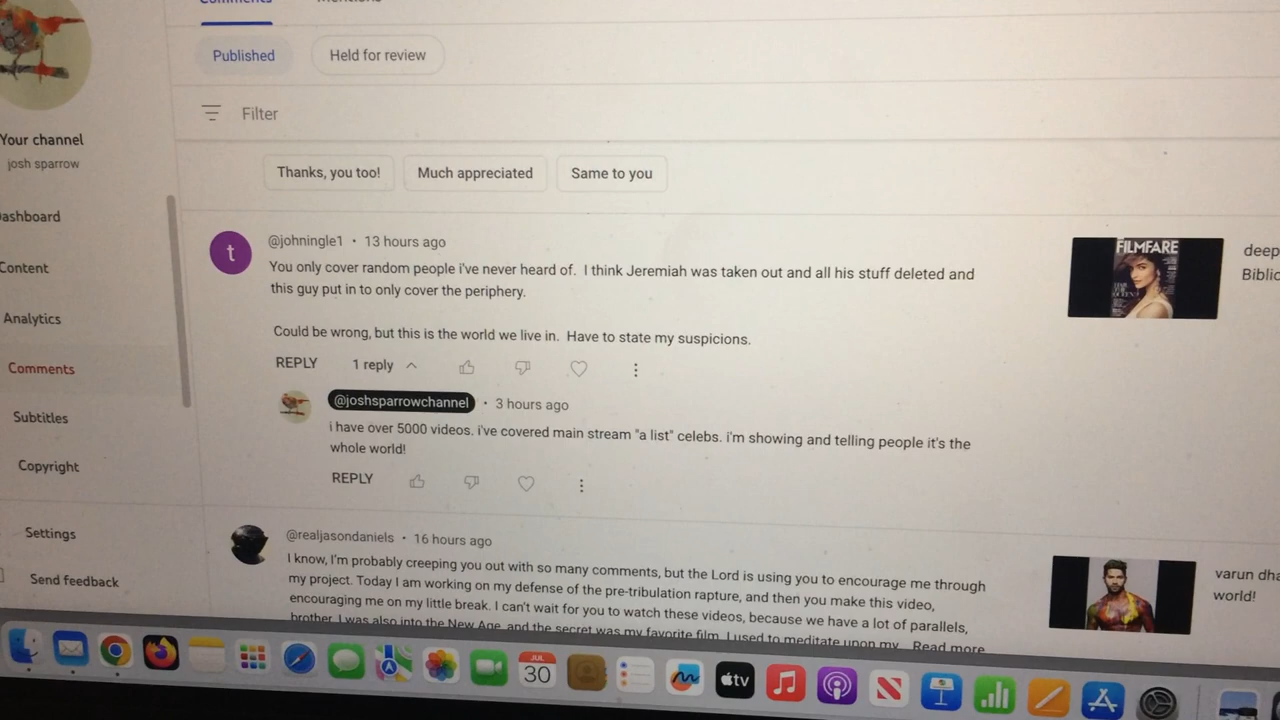 Comments
Published
Held for review
Filter
Your channel
josh sparrow
Thanks, you too!
Much appreciated
Same to you
ashboard
Content
Analytics
Comments
Subtitles
Copyright
Settings
Send feedback
t
@johningle1 • 13 hours ago
You only cover random people i've never heard of. I think Jeremiah was taken out and all his stuff deleted and
this guy put in to only cover the periphery.
Could be wrong, but this is the world we live in. Have to state my suspicions.
REPLY
1 reply
FILMFARE
deep
Biblic
@joshsparrowchannel • 3 hours ago
i have over 5000 videos. i've covered main stream "a list" celebs. i'm showing and telling people it's the
whole world!
REPLY
@realjasondaniels • 16 hours ago
I know, I'm probably creeping you out with so many comments, but the Lord is using you to encourage me through
my project. Today I am working on my defense of the pre-tribulation rapture, and then you make this video,
encouraging me on my little break. I can't wait for you to watch these videos, because we have a lot of parallels,
brother. I was also into the New Age, and the secret was my favorite film. I used to meditate upon my...
Read more
varun dha
world!
JUL
30
tv